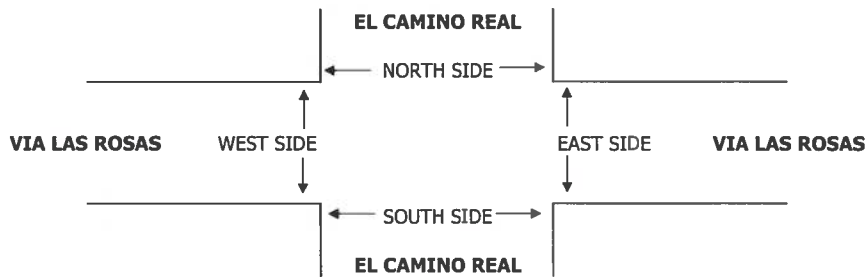 EL CAMINO REAL
NORTH SIDE
VIA LAS ROSAS WEST SIDE EAST SIDE VIA LAS ROSAS
SOUTH SIDE
EL CAMINO REAL